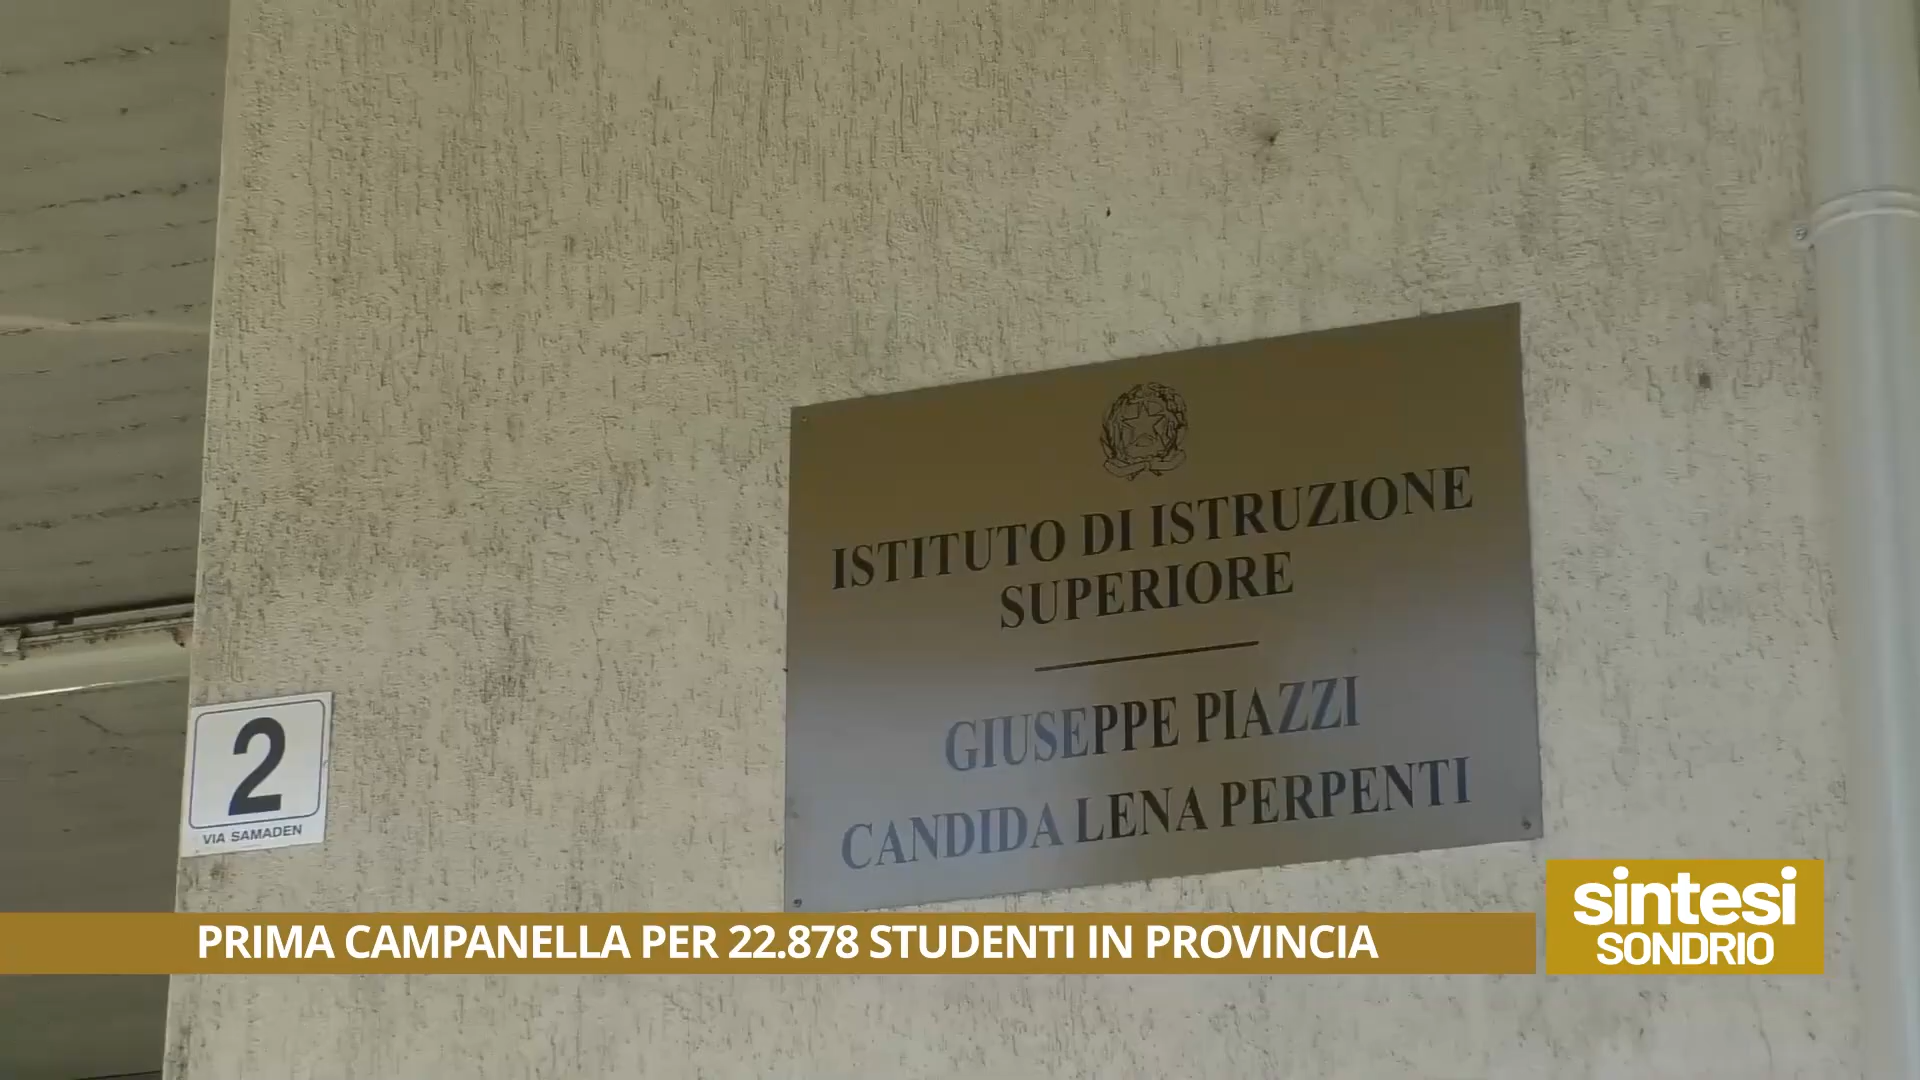 ISTITUTO DI ISTRUZIONE
SUPERIORE
GIUSEPPE PIAZZI
CANDIDA LENA PERPENTI
2
VIA SAMADEN
PRIMA CAMPANELLA PER 22.878 STUDENTI IN PROVINCIA
sintesi
SONDRIO